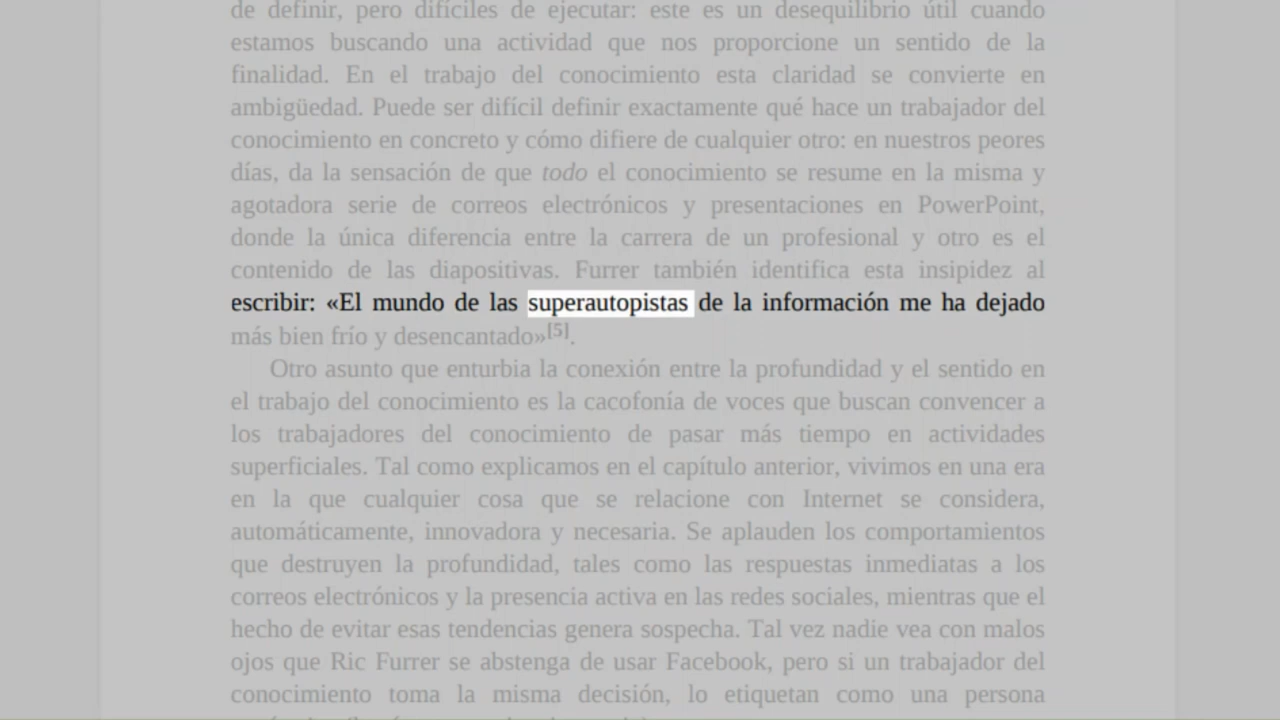 de definir, pero difíciles de ejecutar: este es un desequilibrio útil cuando
estamos buscando una actividad que nos proporcione un sentido de la
finalidad. En el trabajo del conocimiento esta claridad se convierte en
ambigüedad. Puede ser difícil definir exactamente qué hace un trabajador del
conocimiento en concreto y cómo difiere de cualquier otro: en nuestros peores
días, da la sensación de que todo el conocimiento se resume en la misma y
agotadora serie de correos electrónicos y presentaciones en PowerPoint,
donde la única diferencia entre la carrera de un profesional y otro es el
contenido de las diapositivas. Furrer también identifica esta insipidez al
escribir: «El mundo de las superautopistas de la información me ha dejado
más bien frío y desencantado»[5].
Otro asunto que enturbia la conexión entre la profundidad y el sentido en
el trabajo del conocimiento es la cacofonía de voces que buscan convencer a
los trabajadores del conocimiento de pasar más tiempo en actividades
superficiales. Tal como explicamos en el capítulo anterior, vivimos en una era
en la que cualquier cosa que se relacione con Internet se considera,
automáticamente, innovadora y necesaria. Se aplauden los comportamientos
que destruyen la profundidad, tales como las respuestas inmediatas a los
correos electrónicos y la presencia activa en las redes sociales, mientras que el
hecho de evitar esas tendencias genera sospecha. Tal vez nadie vea con malos
ojos que Ric Furrer se abstenga de usar Facebook, pero si un trabajador del
conocimiento toma la misma decisión, lo etiquetan como una persona